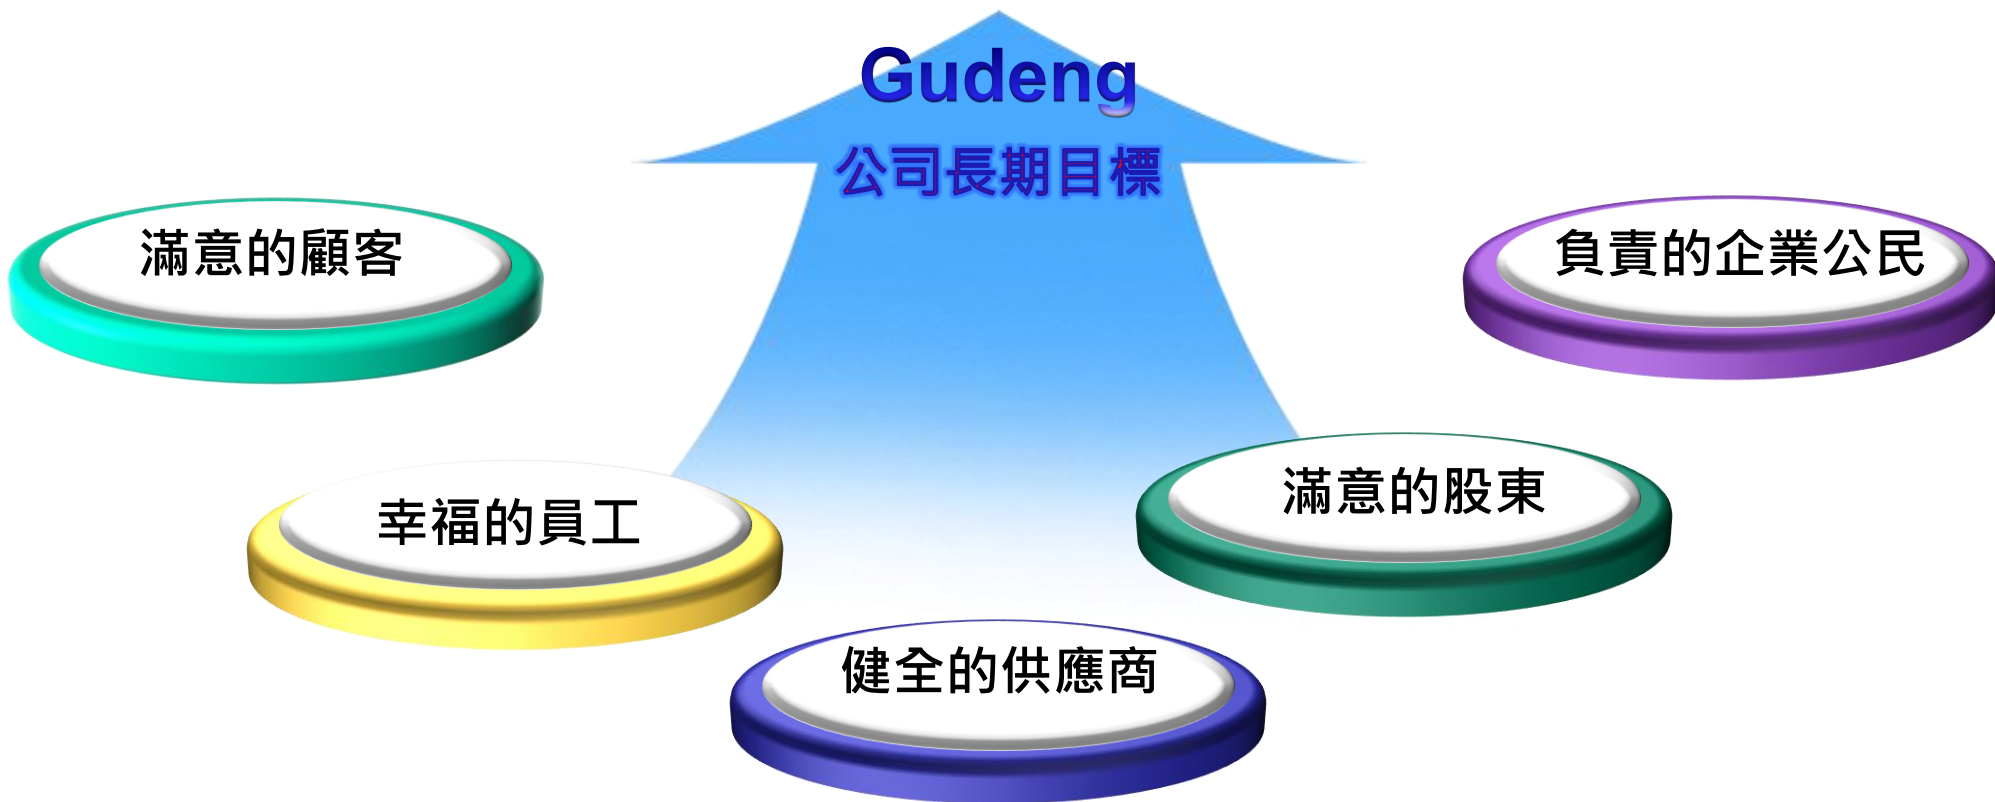 Gudeng
公司長期目標
滿意的顧客
負責的企業公民
幸福的員工
滿意的股東
健全的供應商